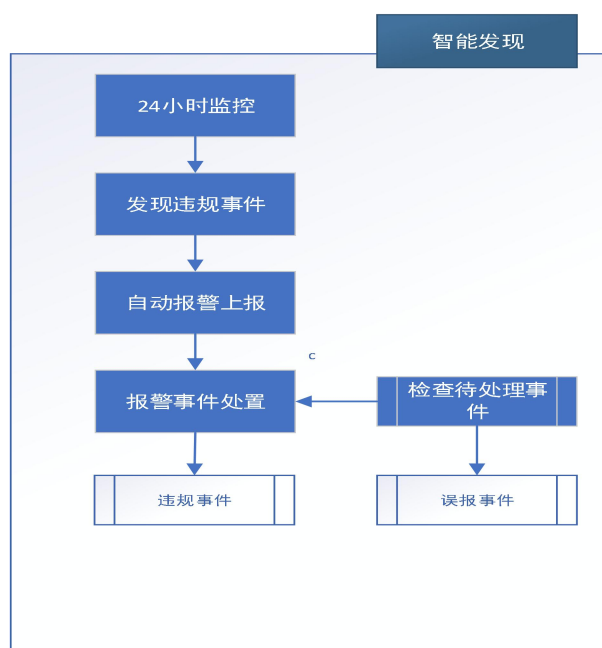 智能发现
24小时监控
发现违规事件
自动报警上报
c
报警事件处置
检查待处理事
件
违规事件
误报事件